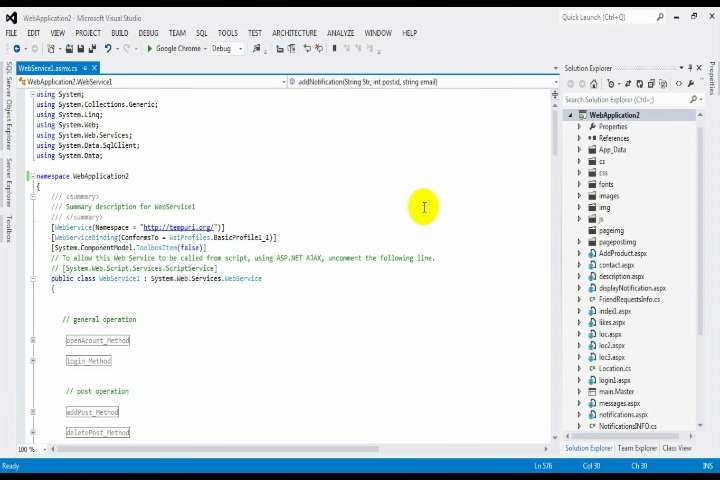 WebApplication2 - Microsoft Visual Studio
Quick Launch (Ctrl+Q)
FILE EDIT VIEW PROJECT BUILD DEBUG TEAM SQL TOOLS TEST ARCHITECTURE ANALYZE WINDOW HELP
Google Chrome Debug
WebService1.asmx.cs
WebApplication2.WebService1
addNotification(String Str, int postid, string email)
using System;
using System.Collections.Generic;
using System.Linq;
using System.Web;
using System.Web.Services;
using System.Data.SqlClient;
using System.Data;
namespace WebApplication2
{
/// <summary>
/// Summary description for WebService1
/// </summary>
[WebService(Namespace = "http://tempuri.org/")]
[WebServiceBinding(ConformsTo = WsiProfiles.BasicProfile1_1)]
[System.ComponentModel.ToolboxItem(false)]
// To allow this Web Service to be called from script, using ASP.NET AJAX, uncomment the following line.
// [System.Web.Script.Services.ScriptService]
public class WebService1 : System.Web.Services.WebService
{
// general operation
openAcount_Method
login_Method
// post operation
addPost_Method
deletePost_Method
100 %
SQL Server Object Explorer
Server Explorer
Toolbox
Solution Explorer
Search Solution Explorer (Ctrl+;)
WebApplication2
Properties
References
App_Data
cs
css
fonts
images
img
js
pageimg
pagepostimg
AddProduct.aspx
contact.aspx
description.aspx
displayNotification.aspx
FriendRequestsInfo.cs
index1.aspx
likes.aspx
loc.aspx
loc2.aspx
loc3.aspx
Location.cs
login1.aspx
main.Master
messages.aspx
notifications.aspx
NotificationsINFO.cs
Solution Explorer Team Explorer Class View
Properties
Ready
Ln 576 Col 30 Ch 30 INS